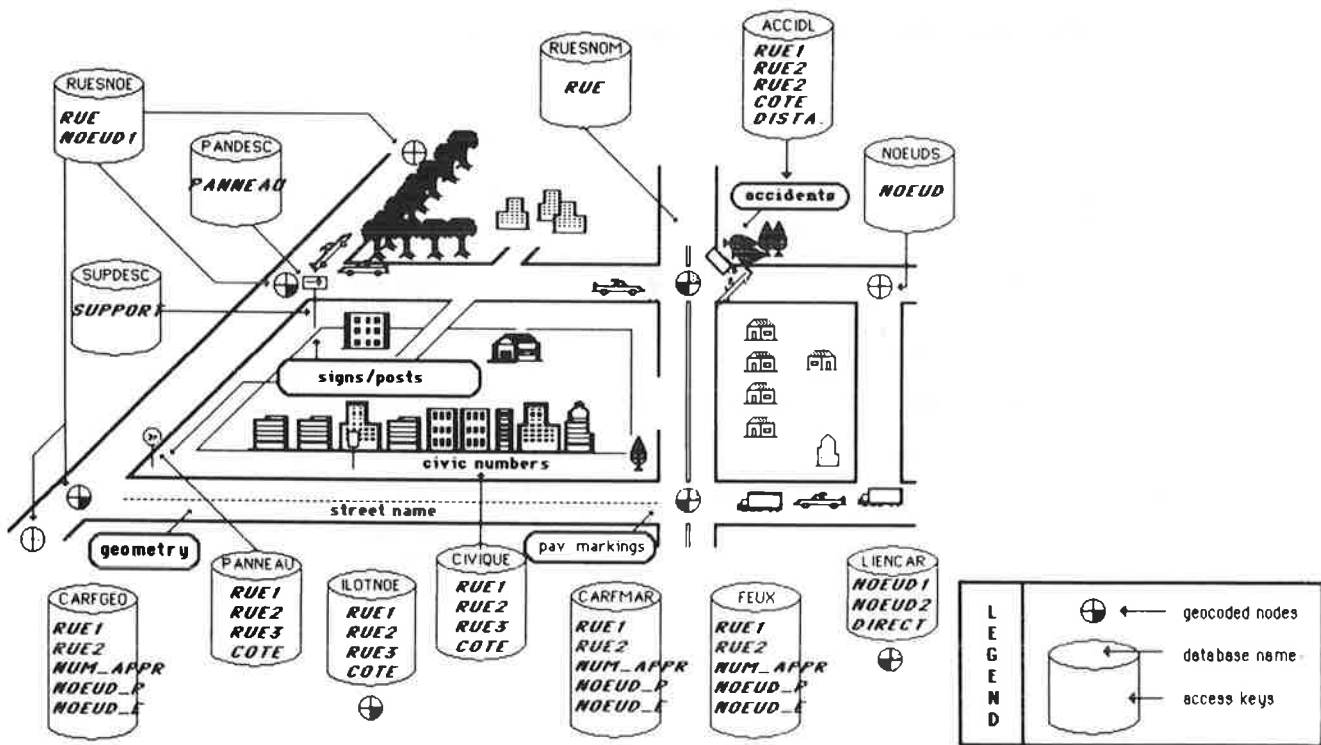 RUESNOE
RUE
NOEUD1
PANDESC
PANNEAU
SUPDESC
SUPPORT
RUESNOM
RUE
ACCIDL
RUE1
RUE2
RUE2
COTE
DISTA.
NOEUDS
NOEUD
accidents
signs/posts
civic numbers
street name
geometry
pav markings
CARFGEO
RUE1
RUE2
NUM_APPR
NOEUD_P
NOEUD_E
PANNEAU
RUE1
RUE2
RUE3
COTE
ILOTNOE
RUE1
RUE2
RUE3
COTE
CIVIQUE
RUE1
RUE2
RUE3
COTE
CARFMAR
RUE1
RUE2
NUM_APPR
NOEUD_P
NOEUD_E
FEUX
RUE1
RUE2
NUM_APPR
NOEUD_P
NOEUD_E
LIENCAR
NOEUD1
NOEUD2
DIRECT
LEGEND
geocoded nodes
database name
access keys